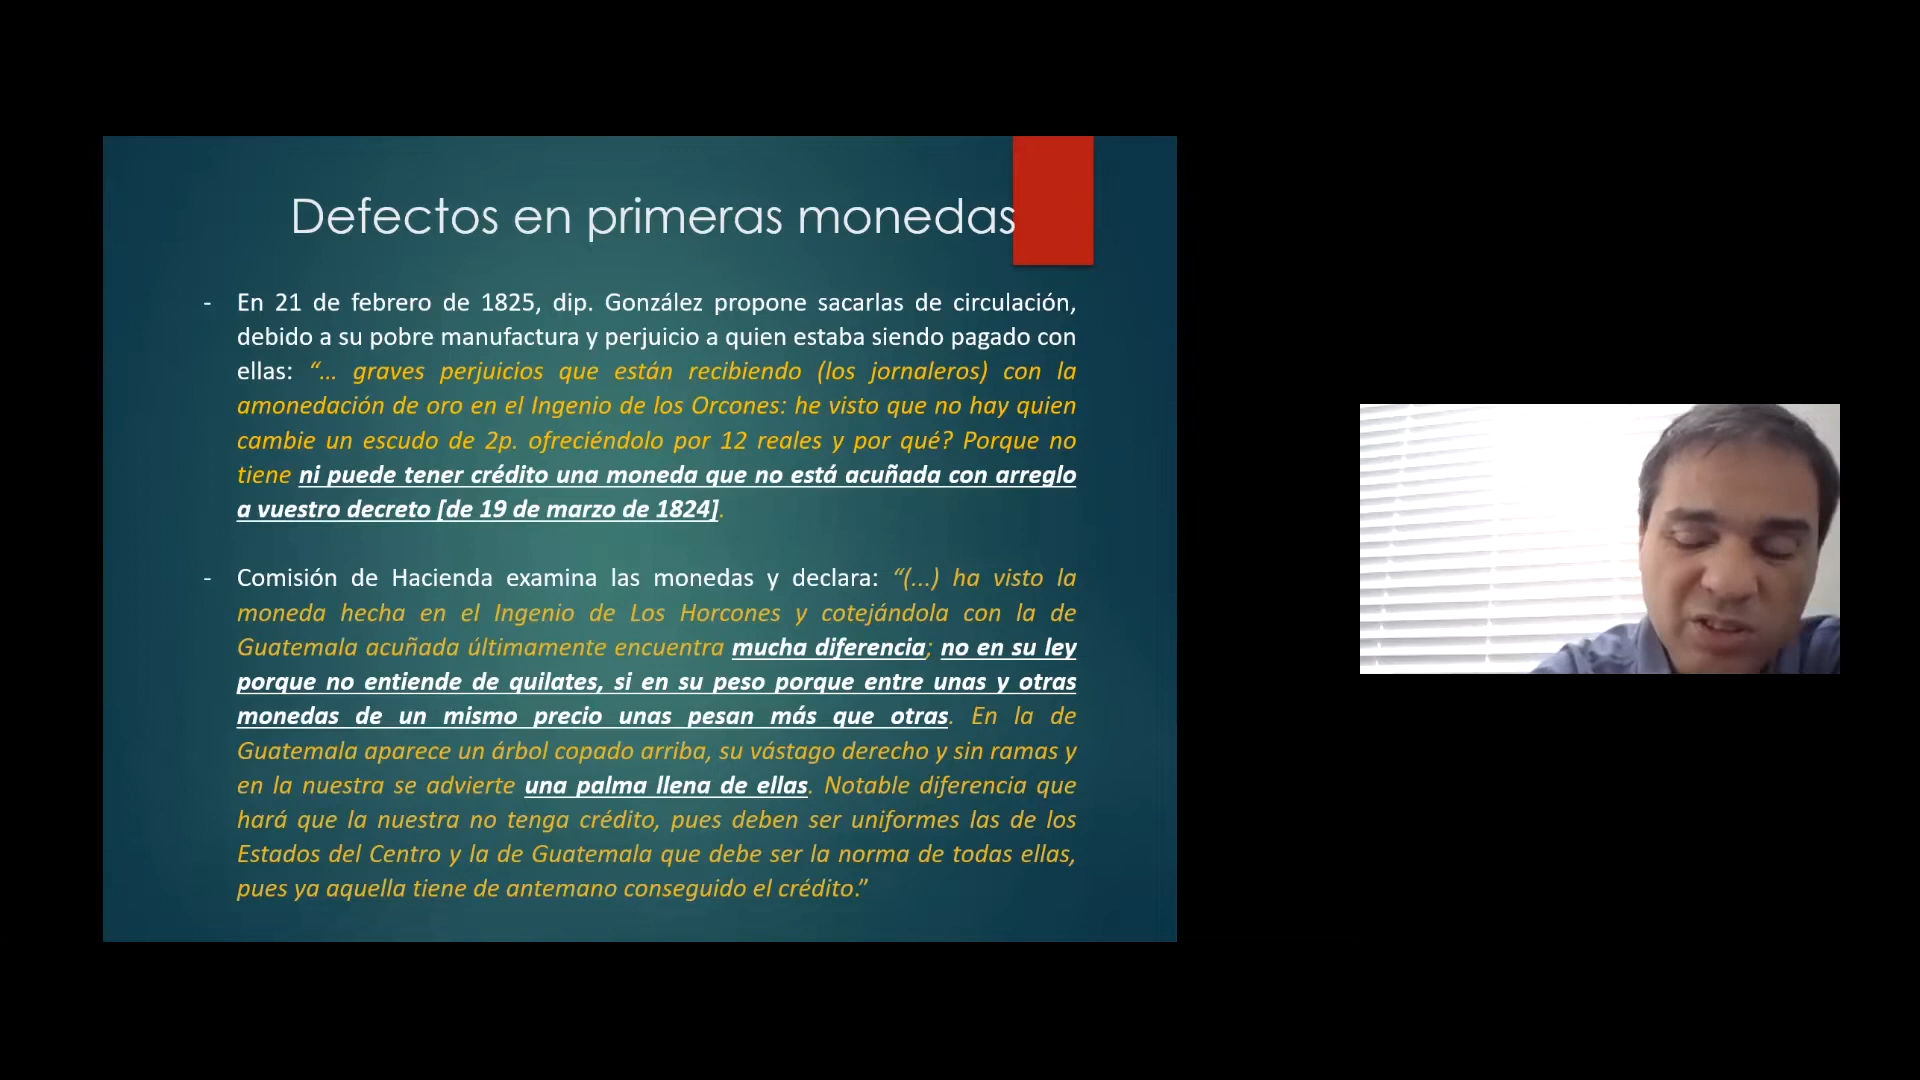 Defectos en primeras monedas
- En 21 de febrero de 1825, dip. González propone sacarlas de circulación,
debido a su pobre manufactura y perjuicio a quien estaba siendo pagado con
ellas: “... graves perjuicios que están recibiendo (los jornaleros) con la
amonedación de oro en el Ingenio de los Orcones: he visto que no hay quien
cambie un escudo de 2p. ofreciéndolo por 12 reales y por qué? Porque no
tiene ni puede tener crédito una moneda que no está acuñada con arreglo
a vuestro decreto [de 19 de marzo de 1824].
- Comisión de Hacienda examina las monedas y declara: “(...) ha visto la
moneda hecha en el Ingenio de Los Horcones y cotejándola con la de
Guatemala acuñada últimamente encuentra mucha diferencia; no en su ley
porque no entiende de quilates, si en su peso porque entre unas y otras
monedas de un mismo precio unas pesan más que otras. En la de
Guatemala aparece un árbol copado arriba, su vástago derecho y sin ramas y
en la nuestra se advierte una palma llena de ellas. Notable diferencia que
hará que la nuestra no tenga crédito, pues deben ser uniformes las de los
Estados del Centro y la de Guatemala que debe ser la norma de todas ellas,
pues ya aquella tiene de antemano conseguido el crédito.”